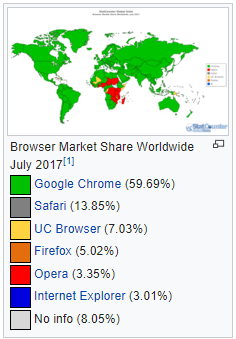 StatCounter
Browser Market Share Worldwide
July 2017[1]
Google Chrome (59.69%)
Safari (13.85%)
UC Browser (7.03%)
Firefox (5.02%)
Opera (3.35%)
Internet Explorer (3.01%)
No info (8.05%)